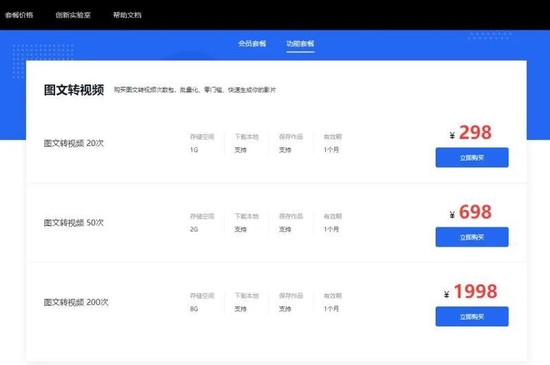 套餐价格 创新实验室 帮助文档
会员套餐 功能套餐
图文转视频 购买图文转视频次数包，批量化、零门槛、快速生成你的影片
图文转视频 20次
存储空间 下载本地 保存作品 有效期
1G 支持 支持 1个月
¥ 298
立即购买
图文转视频 50次
存储空间 下载本地 保存作品 有效期
2G 支持 支持 1个月
¥ 698
立即购买
图文转视频 200次
存储空间 下载本地 保存作品 有效期
8G 支持 支持 1个月
¥ 1998
立即购买